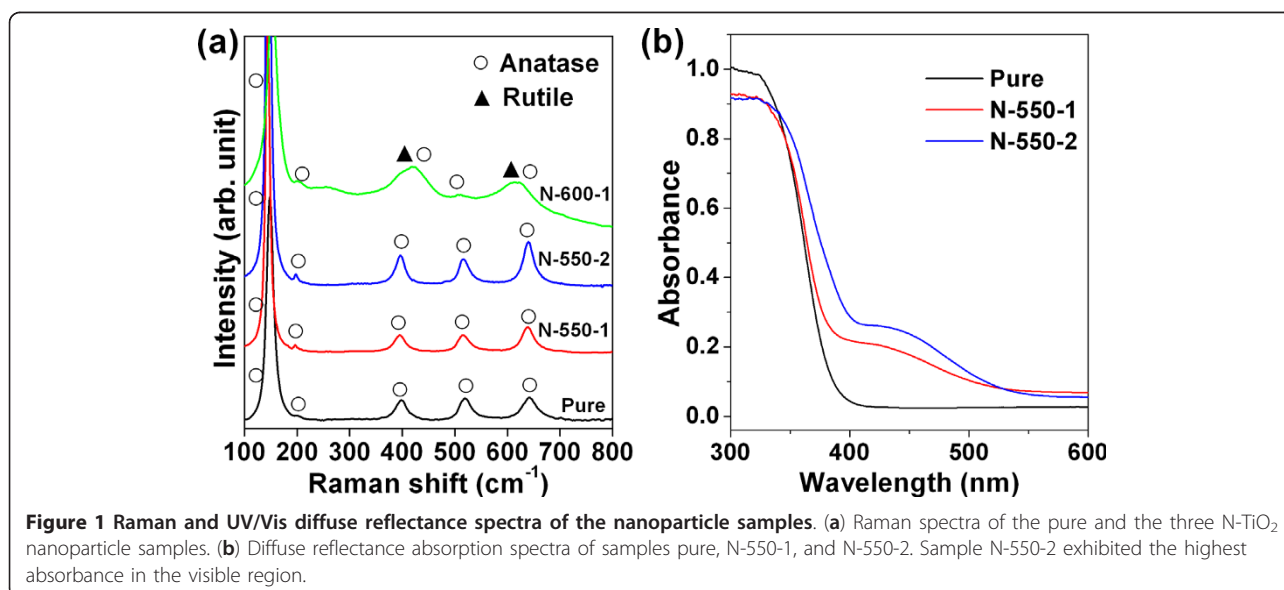 (a)
○ Anatase
▲ Rutile
N-600-1
N-550-2
N-550-1
Pure
Intensity (arb. unit)
100 200 300 400 500 600 700 800
Raman shift (cm⁻¹)
(b)
Pure
N-550-1
N-550-2
1.0
0.8
0.6
0.4
0.2
0.0
Absorbance
300 400 500 600
Wavelength (nm)
Figure 1 Raman and UV/Vis diffuse reflectance spectra of the nanoparticle samples. (a) Raman spectra of the pure and the three N-TiO₂
nanoparticle samples. (b) Diffuse reflectance absorption spectra of samples pure, N-550-1, and N-550-2. Sample N-550-2 exhibited the highest
absorbance in the visible region.